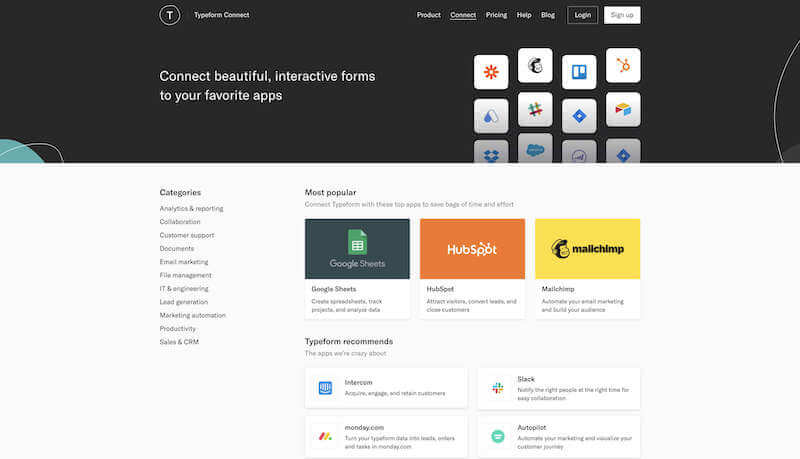 T
Typeform Connect
Product
Connect
Pricing
Help
Blog
Login
Sign up
Connect beautiful, interactive forms
to your favorite apps
salesforce
Categories
Analytics & reporting
Collaboration
Customer support
Documents
Email marketing
File management
IT & engineering
Lead generation
Marketing automation
Productivity
Sales & CRM
Most popular
Connect Typeform with these top apps to save bags of time and effort
Google Sheets
Google Sheets
Create spreadsheets, track
projects, and analyze data
HubSpot
HubSpot
Attract visitors, convert leads, and
close customers
mailchimp
Mailchimp
Automate your email marketing
and build your audience
Typeform recommends
The apps we're crazy about
Intercom
Acquire, engage, and retain customers
Slack
Notify the right people at the right time for
easy collaboration
monday.com
Turn your typeform data into leads, orders
and tasks in monday.com
Autopilot
Automate your marketing and visualize your
customer journey